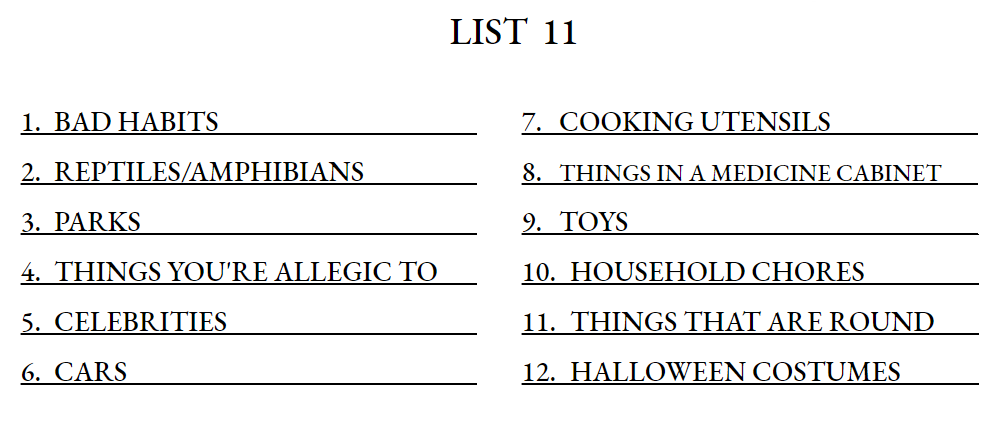 LIST 11
1. BAD HABITS
2. REPTILES/AMPHIBIANS
3. PARKS
4. THINGS YOU'RE ALLEGIC TO
5. CELEBRITIES
6. CARS
7. COOKING UTENSILS
8. THINGS IN A MEDICINE CABINET
9. TOYS
10. HOUSEHOLD CHORES
11. THINGS THAT ARE ROUND
12. HALLOWEEN COSTUMES